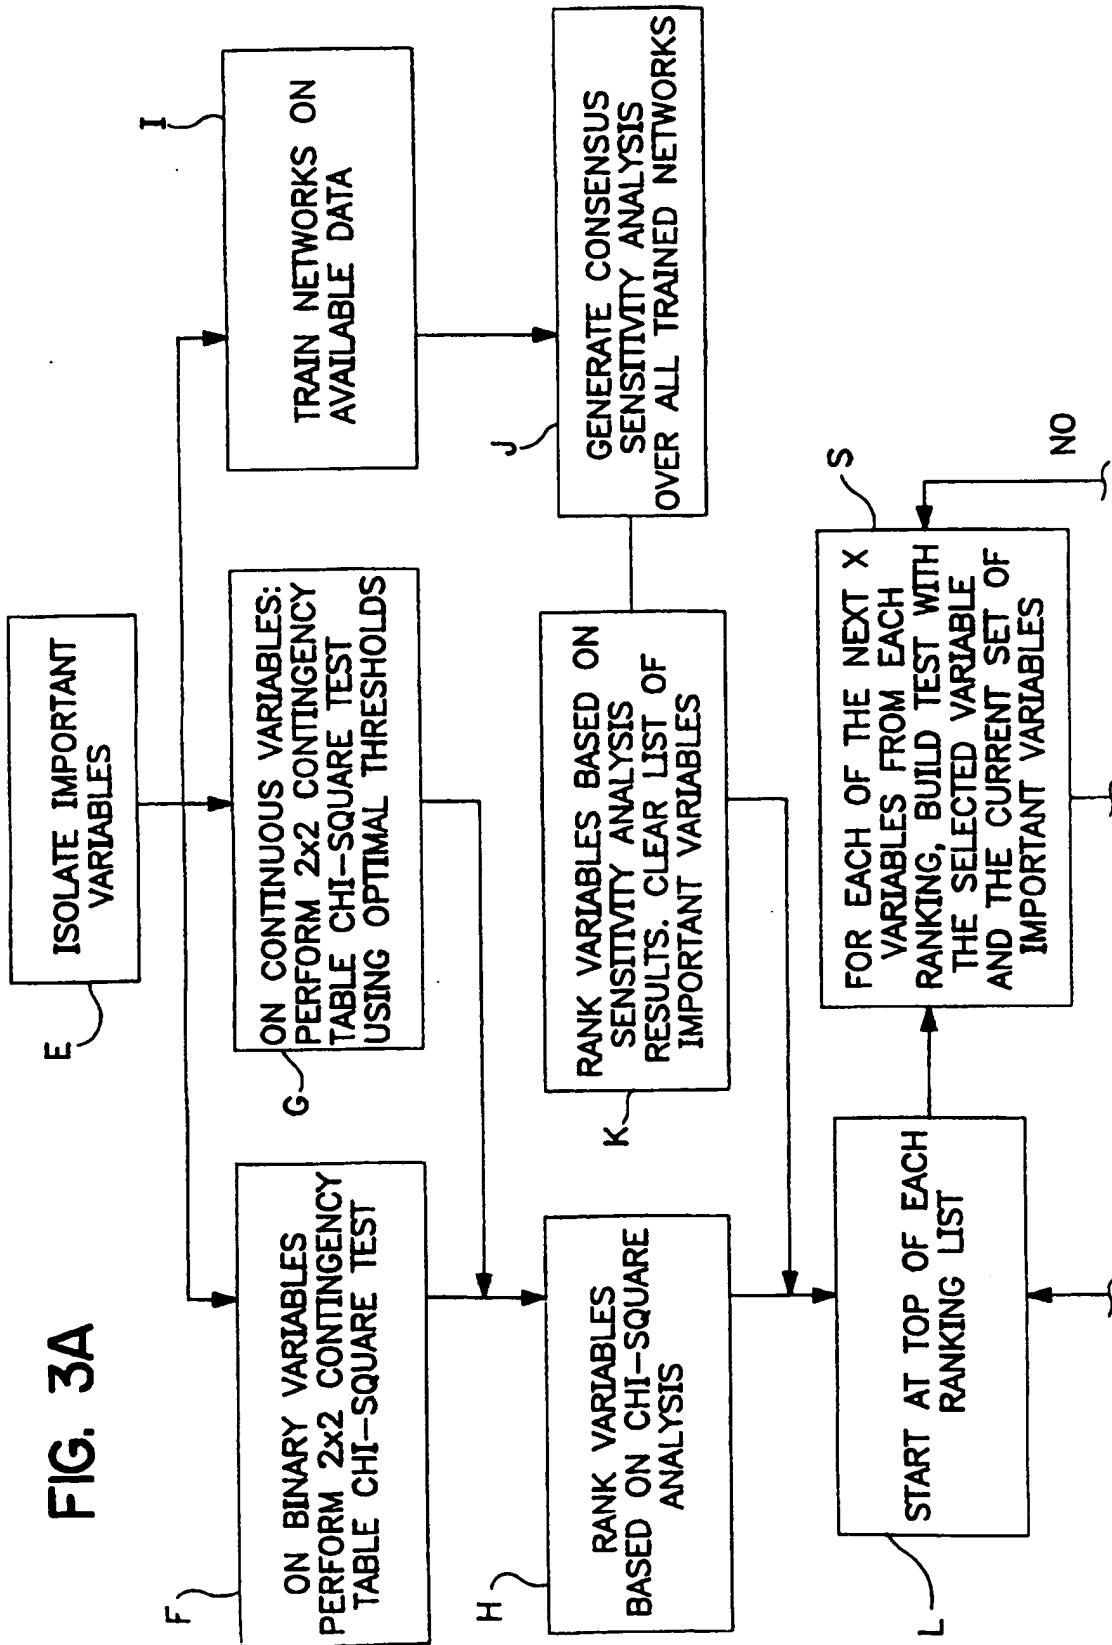 FIG. 3A
E
ISOLATE IMPORTANT
VARIABLES
F
ON BINARY VARIABLES
PERFORM 2x2 CONTINGENCY
TABLE CHI-SQUARE TEST
G
ON CONTINUOUS VARIABLES:
PERFORM 2x2 CONTINGENCY
TABLE CHI-SQUARE TEST
USING OPTIMAL THRESHOLDS
I
TRAIN NETWORKS ON
AVAILABLE DATA
H
RANK VARIABLES
BASED ON CHI-SQUARE
ANALYSIS
K
RANK VARIABLES BASED ON
SENSITIVITY ANALYSIS
RESULTS. CLEAR LIST OF
IMPORTANT VARIABLES
J
GENERATE CONSENSUS
SENSITIVITY ANALYSIS
OVER ALL TRAINED NETWORKS
L
START AT TOP OF EACH
RANKING LIST
S
FOR EACH OF THE NEXT X
VARIABLES FROM EACH
RANKING, BUILD TEST WITH
THE SELECTED VARIABLE
AND THE CURRENT SET OF
IMPORTANT VARIABLES
NO